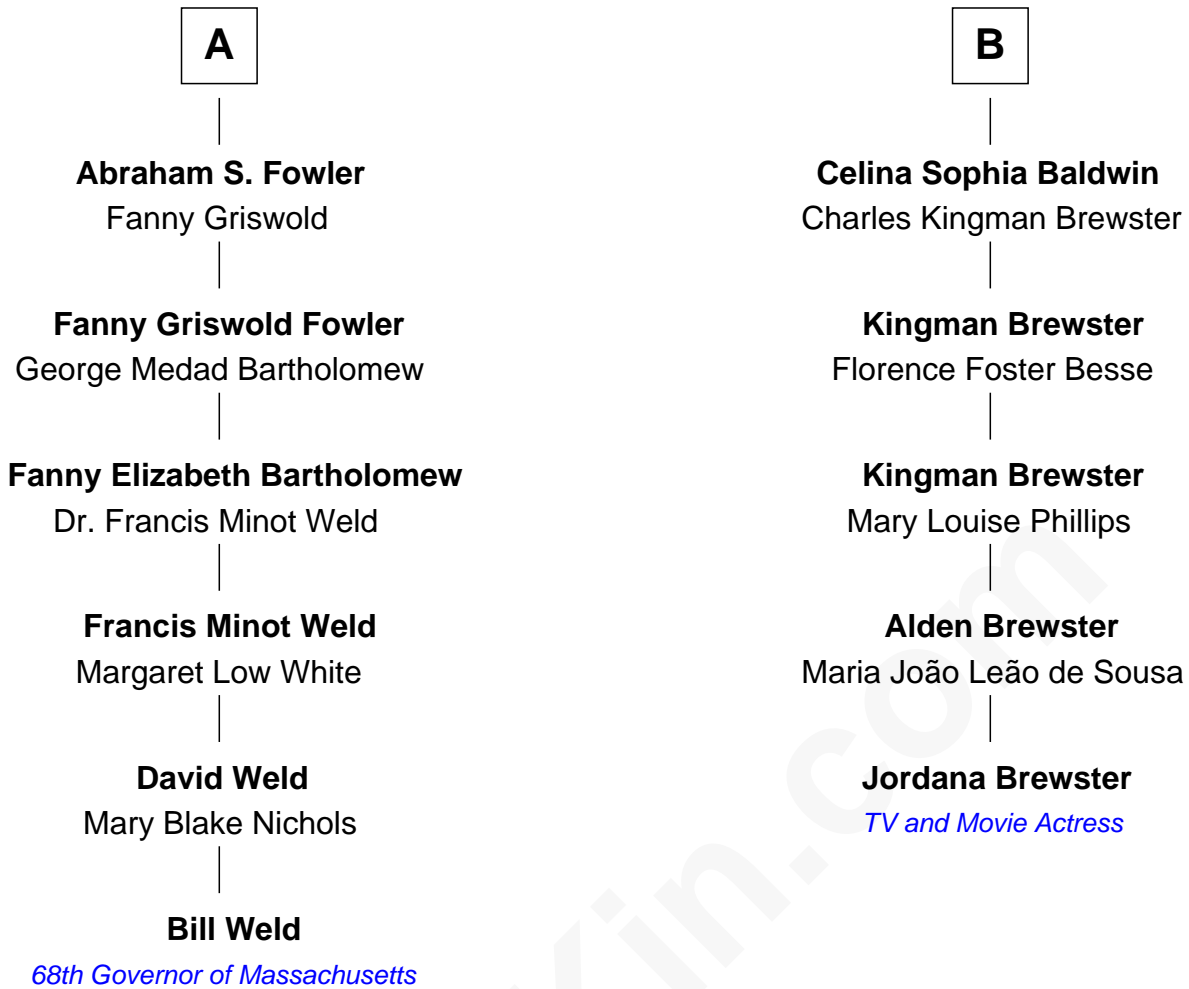 A
Abraham S. Fowler
Fanny Griswold
Fanny Griswold Fowler
George Medad Bartholomew
Fanny Elizabeth Bartholomew
Dr. Francis Minot Weld
Francis Minot Weld
Margaret Low White
David Weld
Mary Blake Nichols
Bill Weld
68th Governor of Massachusetts
B
Celina Sophia Baldwin
Charles Kingman Brewster
Kingman Brewster
Florence Foster Besse
Kingman Brewster
Mary Louise Phillips
Alden Brewster
Maria João Leão de Sousa
Jordana Brewster
TV and Movie Actress
Kin.com